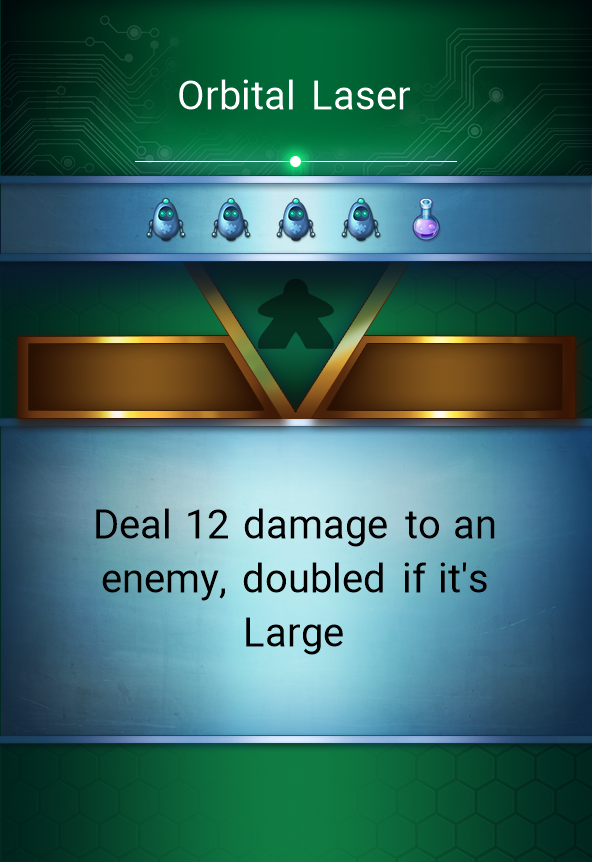 Orbital Laser
Deal 12 damage to an
enemy, doubled if it's
Large